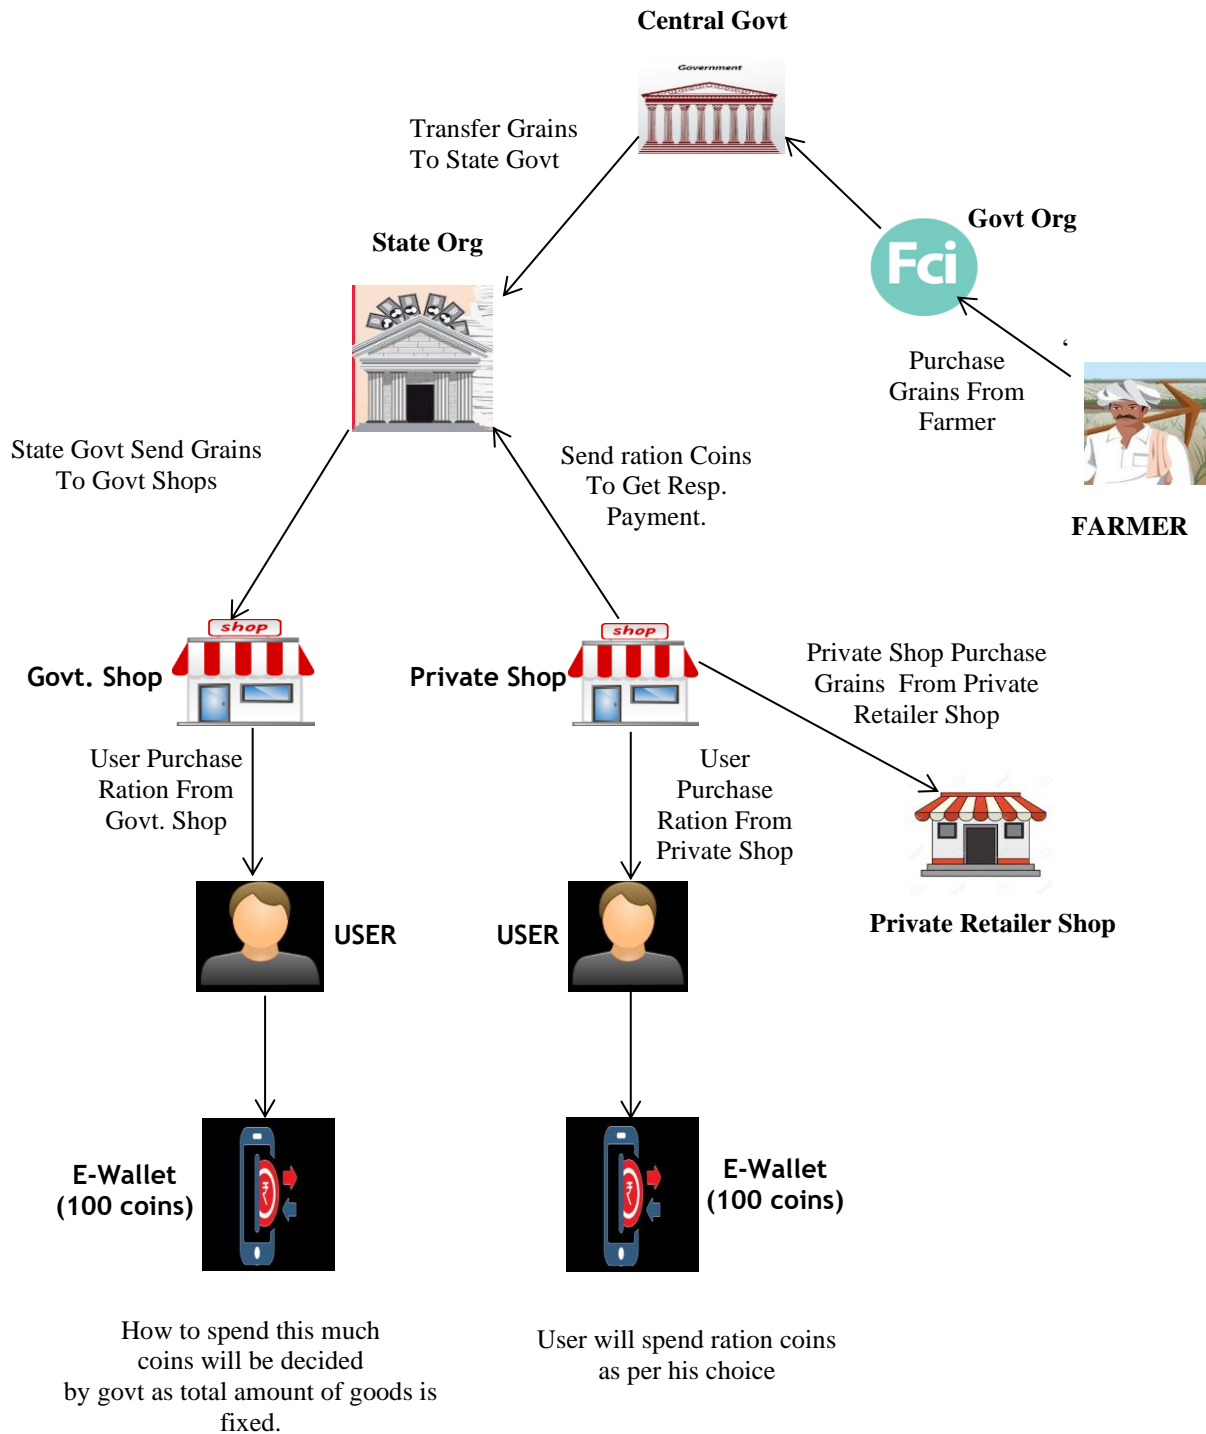 Central Govt
Government
Transfer Grains
To State Govt
Govt Org
Fci
State Org
‘
Purchase
Grains From
Farmer
FARMER
State Govt Send Grains
To Govt Shops
Send ration Coins
To Get Resp.
Payment.
shop
Govt. Shop
shop
Private Shop
Private Shop Purchase
Grains From Private
Retailer Shop
User Purchase
Ration From
Govt. Shop
User
Purchase
Ration From
Private Shop
Private Retailer Shop
USER
USER
E-Wallet
(100 coins)
₹
E-Wallet
(100 coins)
₹
How to spend this much
coins will be decided
by govt as total amount of goods is
fixed.
User will spend ration coins
as per his choice